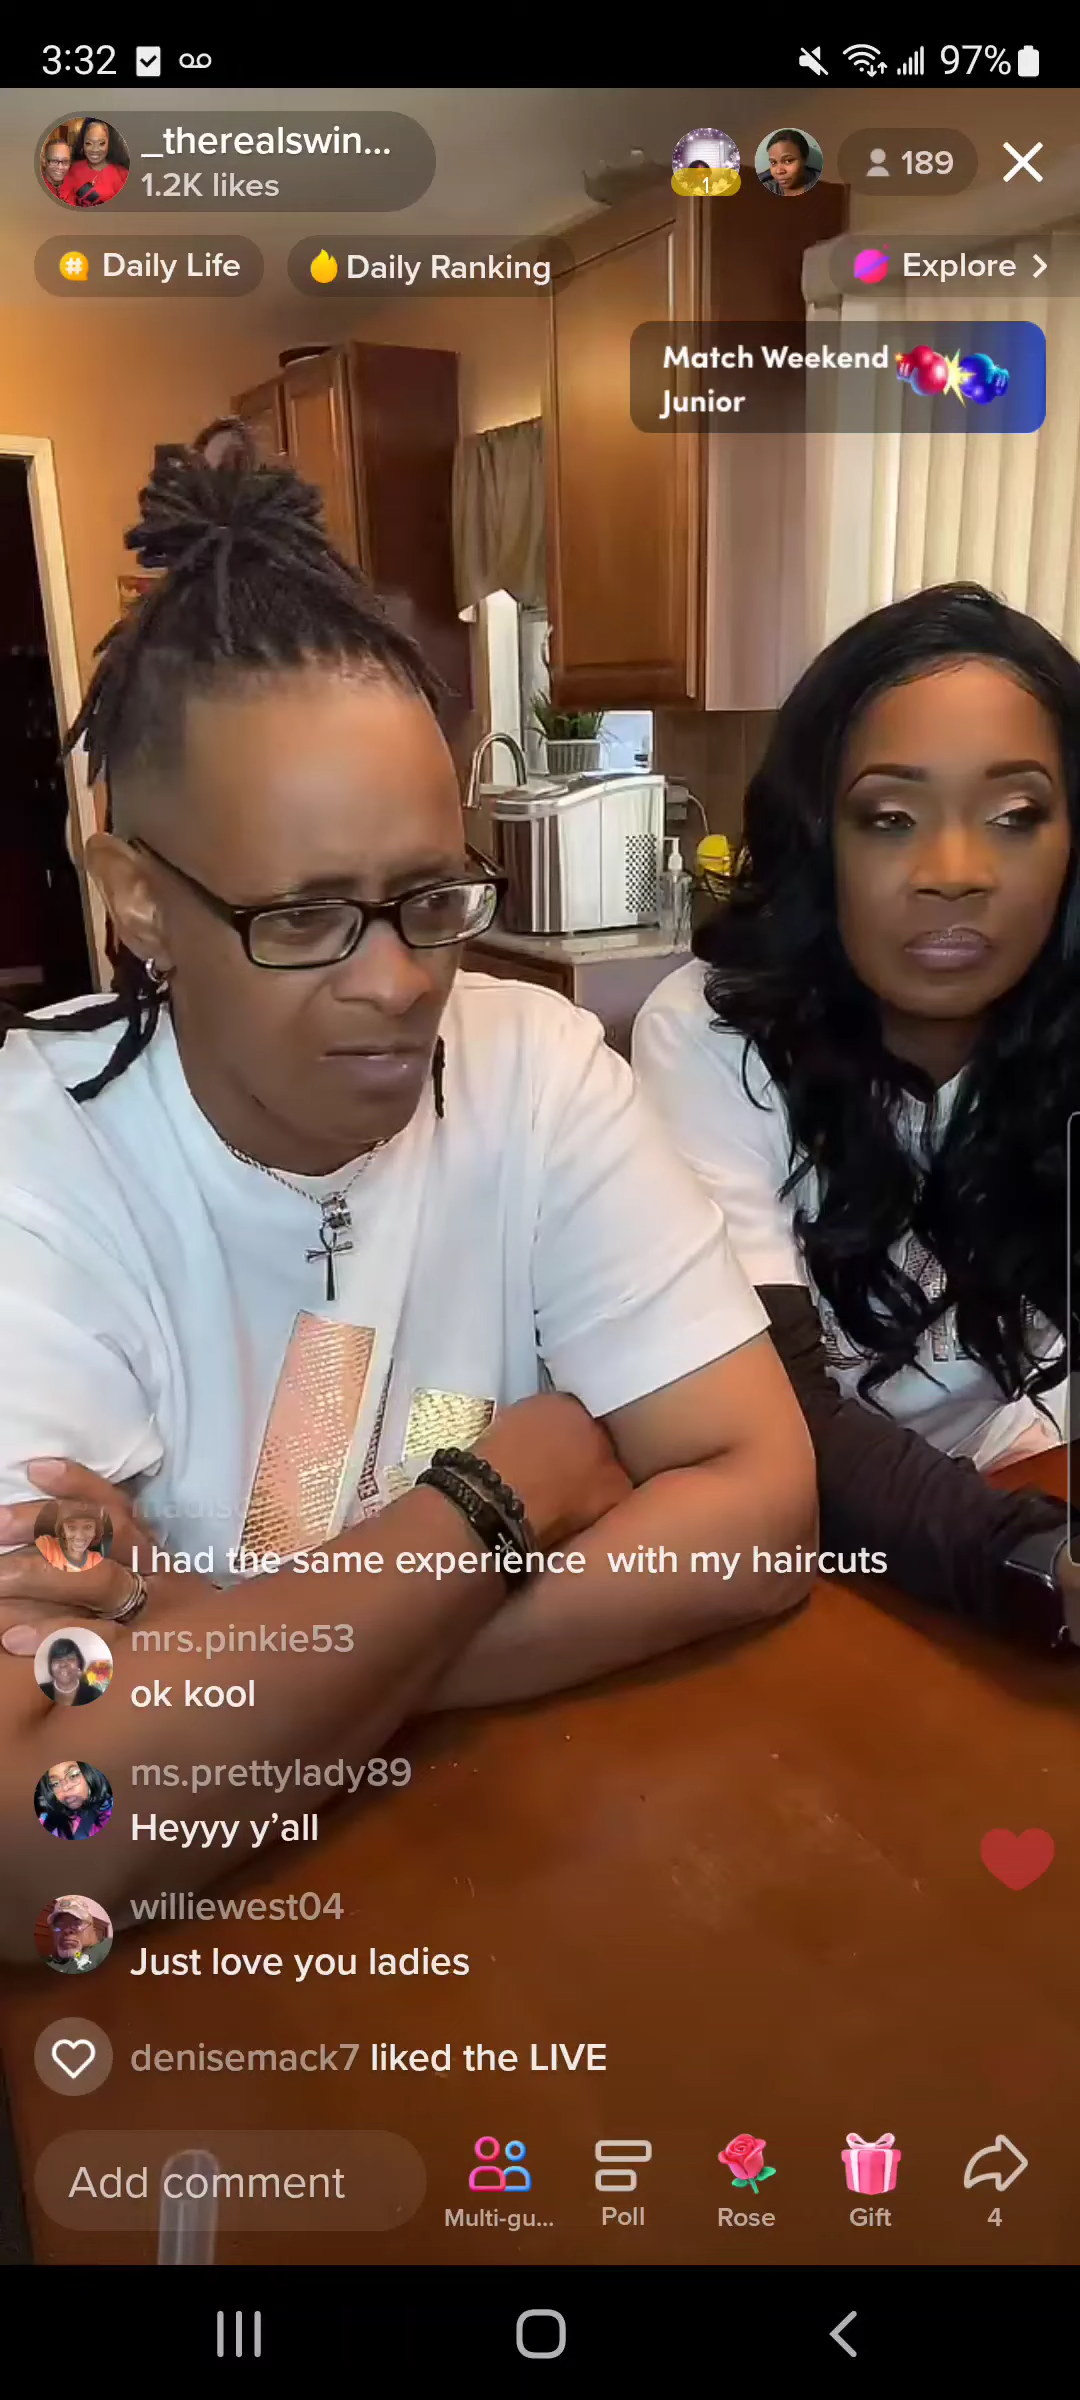 3:32
97%
_therealswin...
1.2K likes
1
189
Daily Life
Daily Ranking
Explore
Match Weekend
Junior
I had the same experience with my haircuts
mrs.pinkie53
ok kool
ms.prettylady89
Heyyy y'all
williewest04
Just love you ladies
denisemack7 liked the LIVE
Add comment
Multi-gu...
Poll
Rose
Gift
4